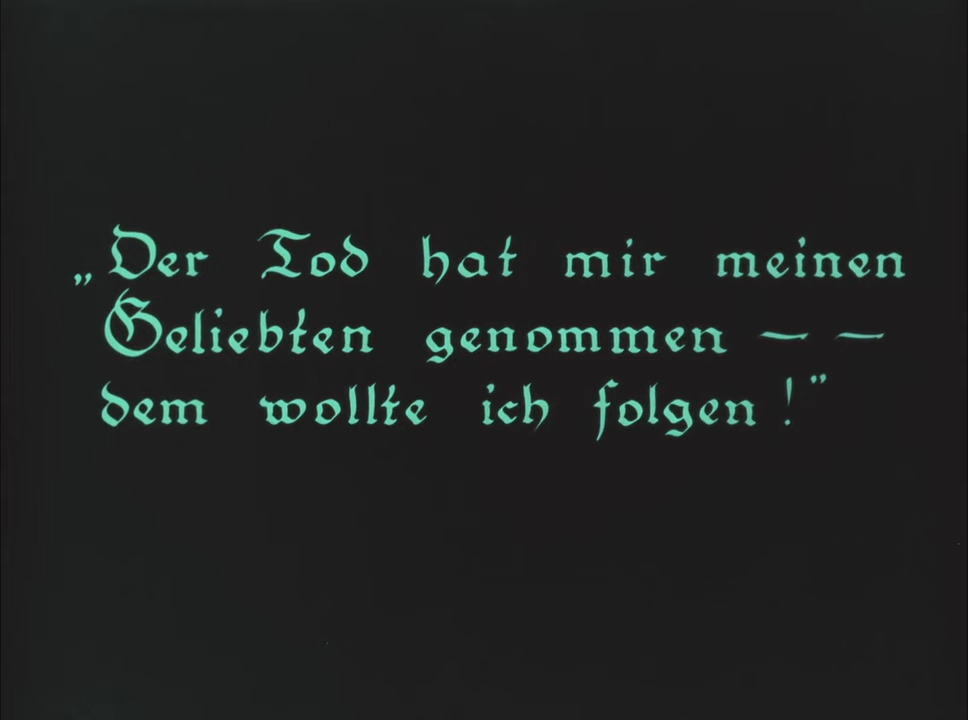 „Der Tod hat mir meinen
Geliebten genommen — —
dem wollte ich folgen!”